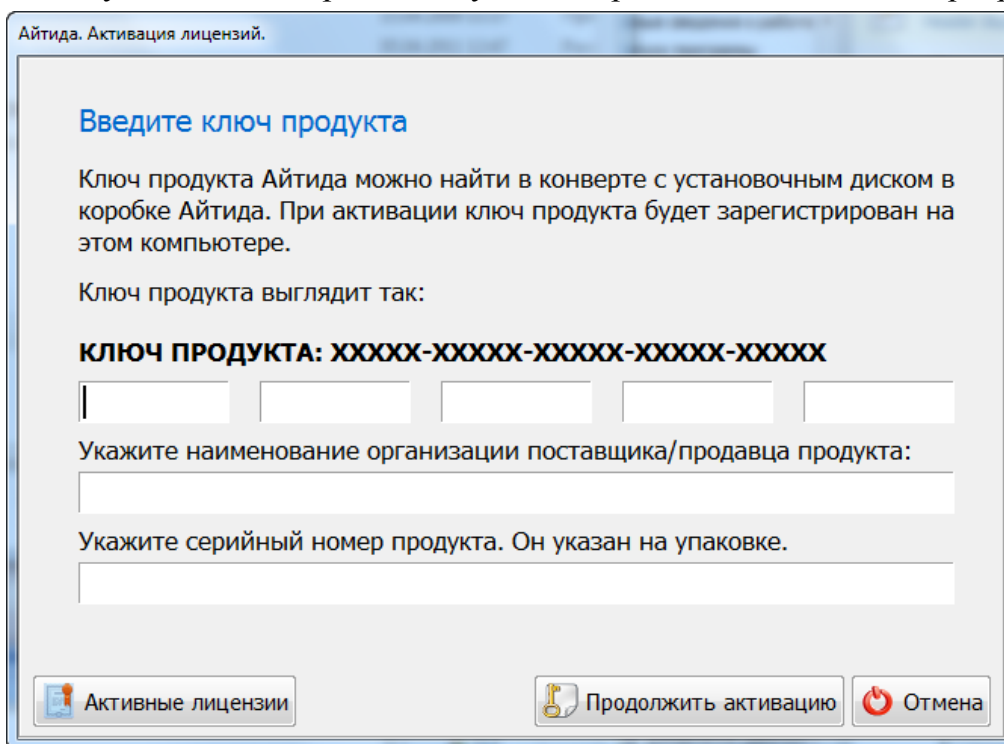 Айтида. Активация лицензий.
Введите ключ продукта
Ключ продукта Айтида можно найти в конверте с установочным диском в
коробке Айтида. При активации ключ продукта будет зарегистрирован на
этом компьютере.
Ключ продукта выглядит так:
КЛЮЧ ПРОДУКТА: XXXXX-XXXXX-XXXXX-XXXXX-XXXXX
Укажите наименование организации поставщика/продавца продукта:
Укажите серийный номер продукта. Он указан на упаковке.
Активные лицензии
Продолжить активацию
Отмена